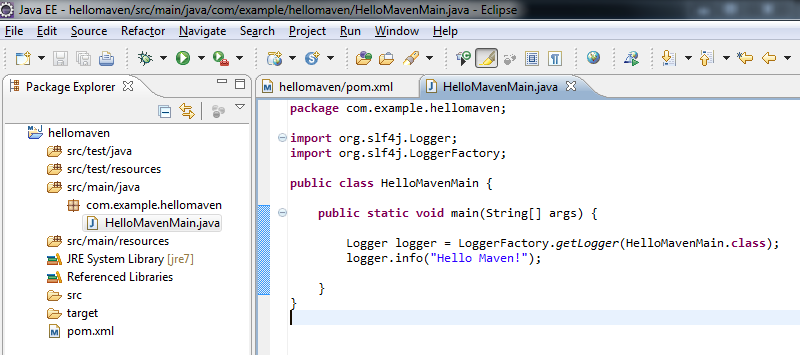 Java EE - hellomaven/src/main/java/com/example/hellomaven/HelloMavenMain.java - Eclipse
File Edit Source Refactor Navigate Search Project Run Window Help
Package Explorer
hellomaven
src/test/java
src/test/resources
src/main/java
com.example.hellomaven
HelloMavenMain.java
src/main/resources
JRE System Library [jre7]
Referenced Libraries
src
target
pom.xml
hellomaven/pom.xml HelloMavenMain.java
package com.example.hellomaven;
import org.slf4j.Logger;
import org.slf4j.LoggerFactory;
public class HelloMavenMain {
public static void main(String[] args) {
Logger logger = LoggerFactory.getLogger(HelloMavenMain.class);
logger.info("Hello Maven!");
}
}